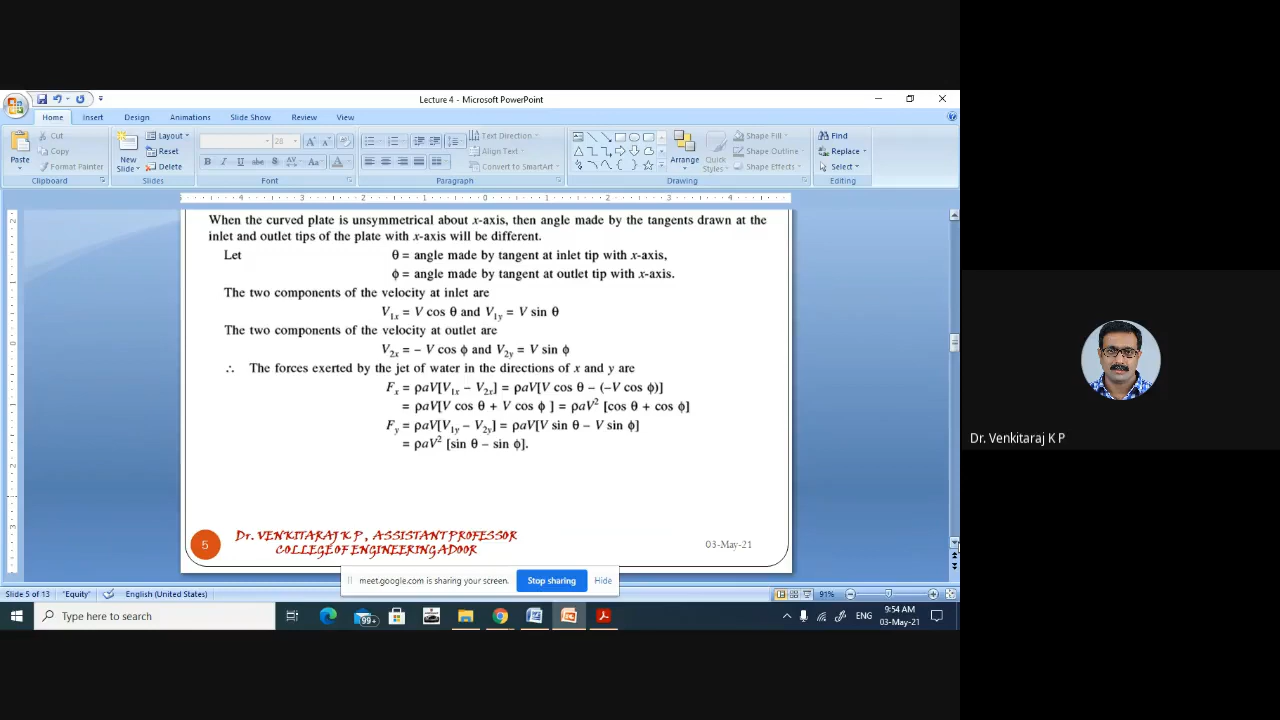 Lecture 4 - Microsoft PowerPoint
Home Insert Design Animations Slide Show Review View
Paste
Cut
Copy
Format Painter
Clipboard
New Slide
Layout
Reset
Delete
Slides
28
B I U abc S AV Aa A
Font
Text Direction
Align Text
Convert to SmartArt
Paragraph
Arrange
Quick Styles
Shape Fill
Shape Outline
Shape Effects
Drawing
Find
Replace
Select
Editing
When the curved plate is unsymmetrical about x-axis, then angle made by the tangents drawn at the
inlet and outlet tips of the plate with x-axis will be different.
Let θ = angle made by tangent at inlet tip with x-axis,
ϕ = angle made by tangent at outlet tip with x-axis.
The two components of the velocity at inlet are
V₁ₓ = V cos θ and V₁y = V sin θ
The two components of the velocity at outlet are
V₂ₓ = – V cos ϕ and V₂y = V sin ϕ
∴ The forces exerted by the jet of water in the directions of x and y are
Fₓ = ρaV[V₁ₓ – V₂ₓ] = ρaV[V cos θ – (–V cos ϕ)]
= ρaV[V cos θ + V cos ϕ ] = ρaV² [cos θ + cos ϕ]
Fy = ρaV[V₁y – V₂y] = ρaV[V sin θ – V sin ϕ]
= ρaV² [sin θ – sin ϕ].
5
Dr. VENKITARAJ K P , ASSISTANT PROFESSOR
COLLEGE OF ENGINEERING ADOOR
03-May-21
meet.google.com is sharing your screen. Stop sharing Hide
Slide 5 of 13 "Equity" English (United States) 91%
Type here to search
99+
ENG
9:54 AM
03-May-21
Dr. Venkitaraj K P